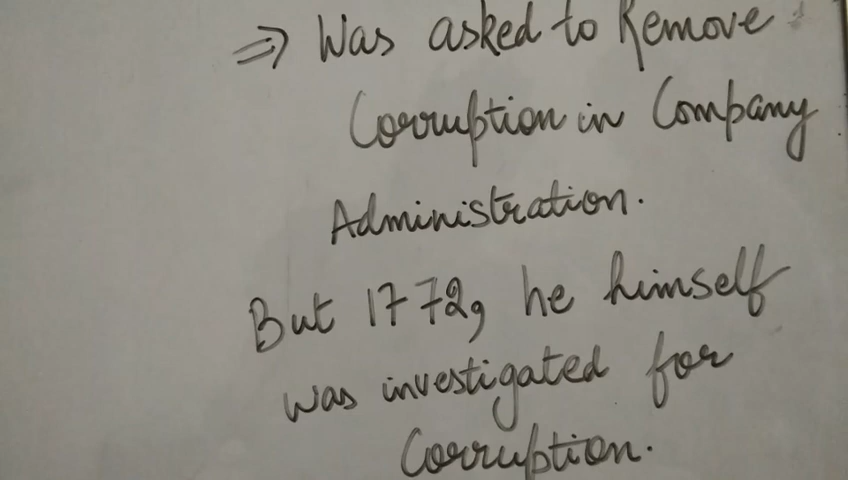 ⇒ Was asked to Remove
Corruption in Company
Administration.
But 1772, he himself
was investigated for
Corruption.